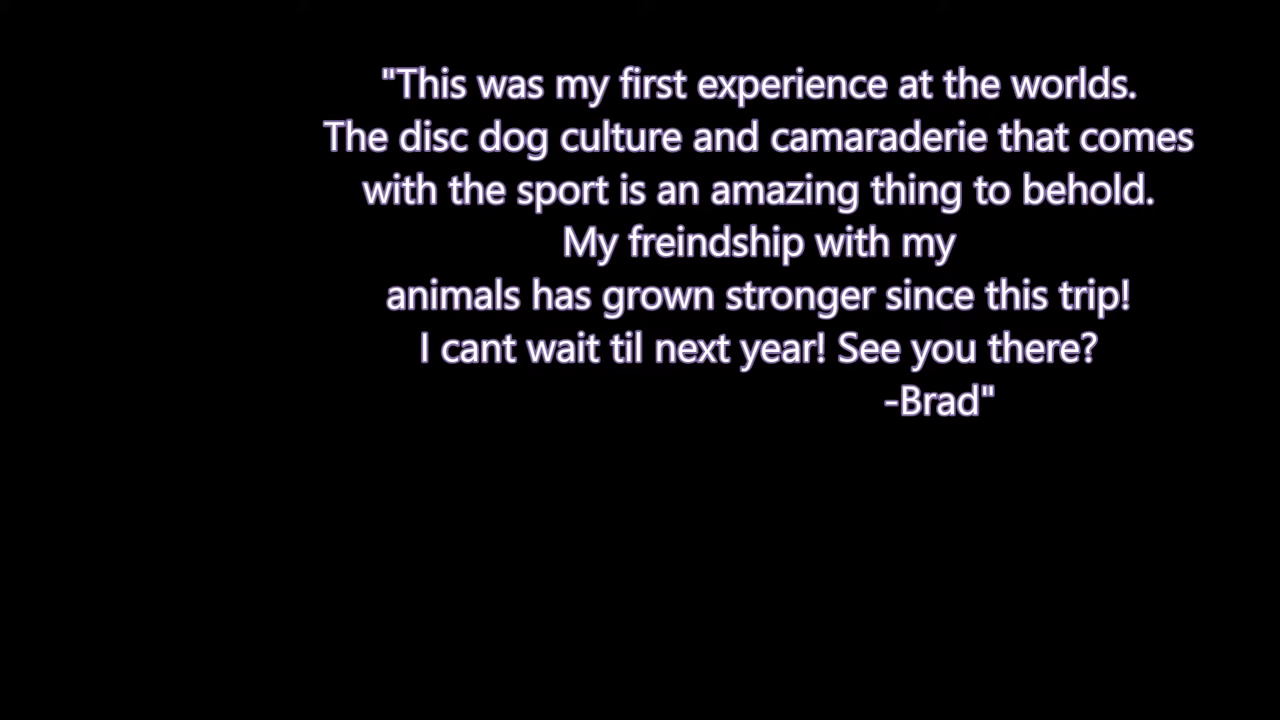 "This was my first experience at the worlds.
The disc dog culture and camaraderie that comes
with the sport is an amazing thing to behold.
My freindship with my
animals has grown stronger since this trip!
I cant wait til next year! See you there?
-Brad"